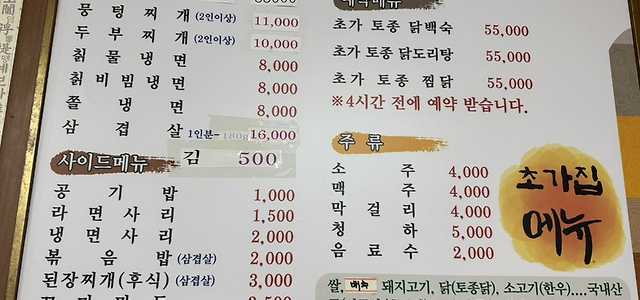 뭉텅찌개 (2인이상) 11,000
두부찌개 (2인이상) 10,000
칡물냉면 8,000
칡비빔냉면 8,000
쫄냉면 8,000
삼겹살 1인분-180g 16,000
사이드메뉴
김 500
공기밥 1,000
라면사리 1,500
냉면사리 2,000
볶음밥 (삼겹살) 2,000
된장찌개(후식) (삼겹살) 3,000
초가 토종 닭백숙 55,000
초가 토종 닭도리탕 55,000
초가 토종 찜닭 55,000
※4시간 전에 예약 받습니다.
주류
소주 4,000
맥주 4,000
막걸리 4,000
청하 5,000
음료수 2,000
초가집
메뉴
쌀, 배추, 돼지고기, 닭(토종닭), 소고기(한우)....국내산